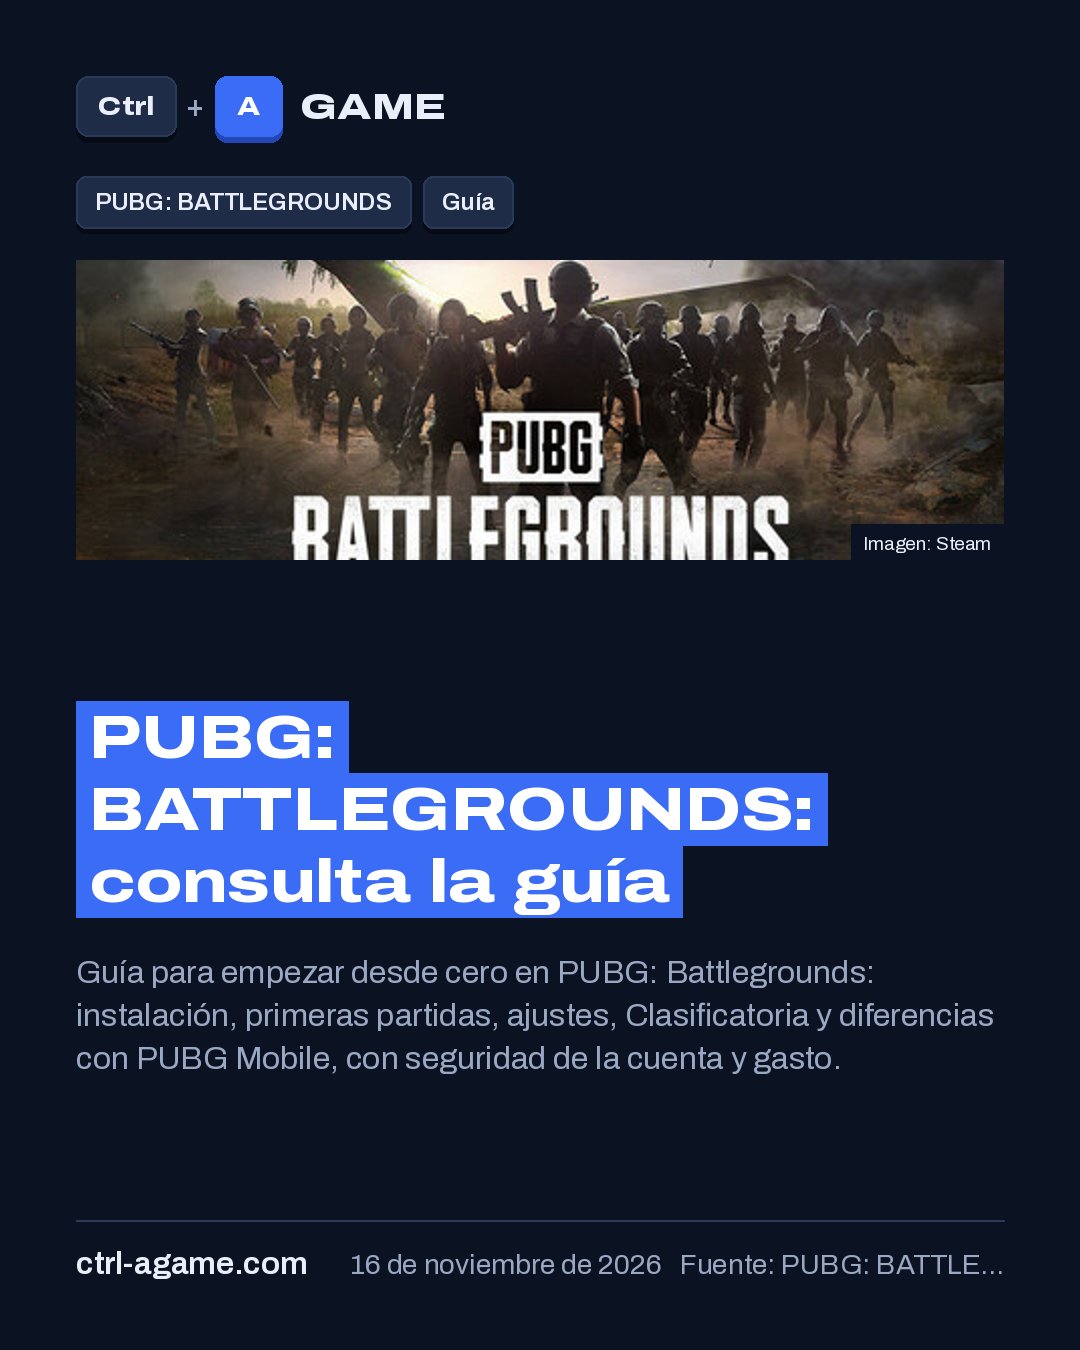 Ctrl + A GAME
PUBG: BATTLEGROUNDS Guía
PUBG
BATTLEGROUNDS
Imagen: Steam
PUBG:
BATTLEGROUNDS:
consulta la guía
Guía para empezar desde cero en PUBG: Battlegrounds:
instalación, primeras partidas, ajustes, Clasificatoria y diferencias
con PUBG Mobile, con seguridad de la cuenta y gasto.
ctrl-agame.com 16 de noviembre de 2026 Fuente: PUBG: BATTLE...